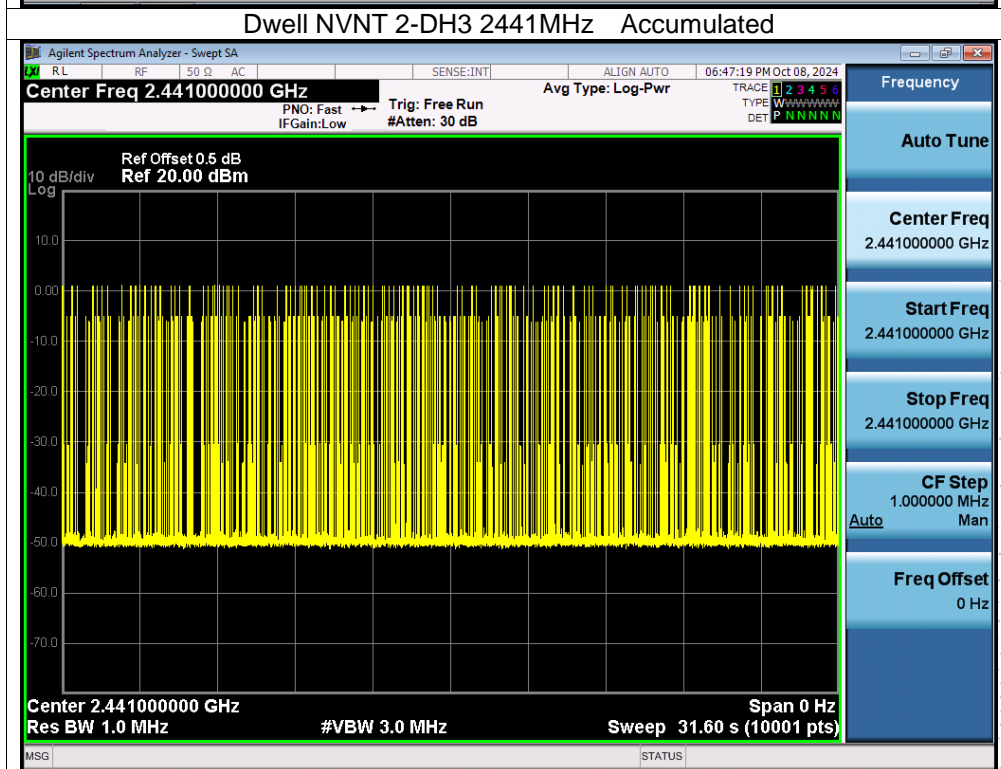 Dwell NVNT 2-DH3 2441MHz    Accumulated
Agilent Spectrum Analyzer - Swept SA
LXI RL RF 50 Ω AC SENSE:INT ALIGN AUTO 06:47:19 PM Oct 08, 2024
Center Freq 2.441000000 GHz
PNO: Fast
IFGain:Low
Trig: Free Run
#Atten: 30 dB
Avg Type: Log-Pwr
TRACE 1 2 3 4 5 6
TYPE WWWWWWW
DET P N N N N N
Ref Offset 0.5 dB
10 dB/div Ref 20.00 dBm
Log
10.0
0.00
-10.0
-20.0
-30.0
-40.0
-50.0
-60.0
-70.0
Center 2.441000000 GHz Span 0 Hz
Res BW 1.0 MHz #VBW 3.0 MHz Sweep 31.60 s (10001 pts)
MSG STATUS
Frequency
Auto Tune
Center Freq
2.441000000 GHz
Start Freq
2.441000000 GHz
Stop Freq
2.441000000 GHz
CF Step
1.000000 MHz
Auto Man
Freq Offset
0 Hz